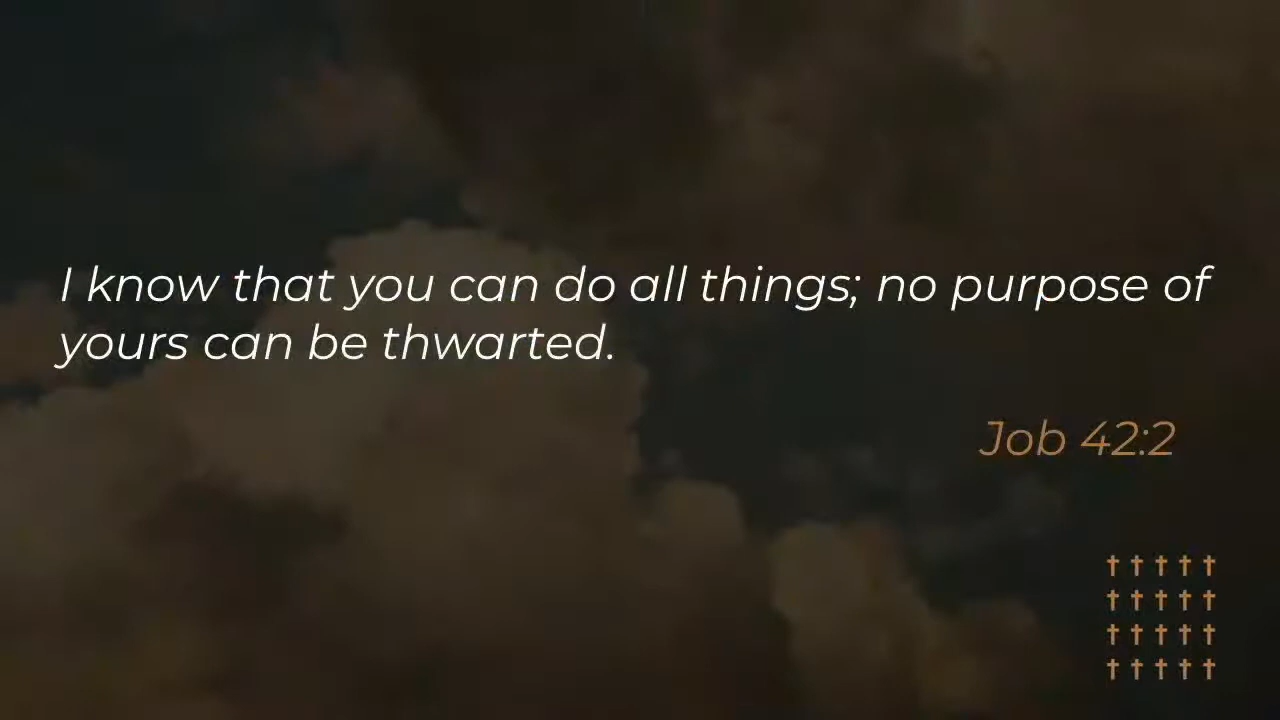 I know that you can do all things; no purpose of
yours can be thwarted.
Job 42:2